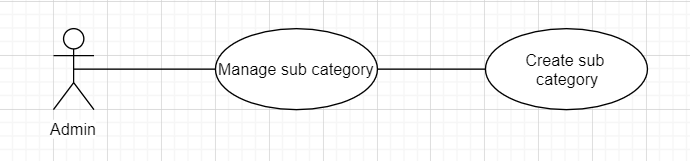 Manage sub category
Create sub
category
Admin